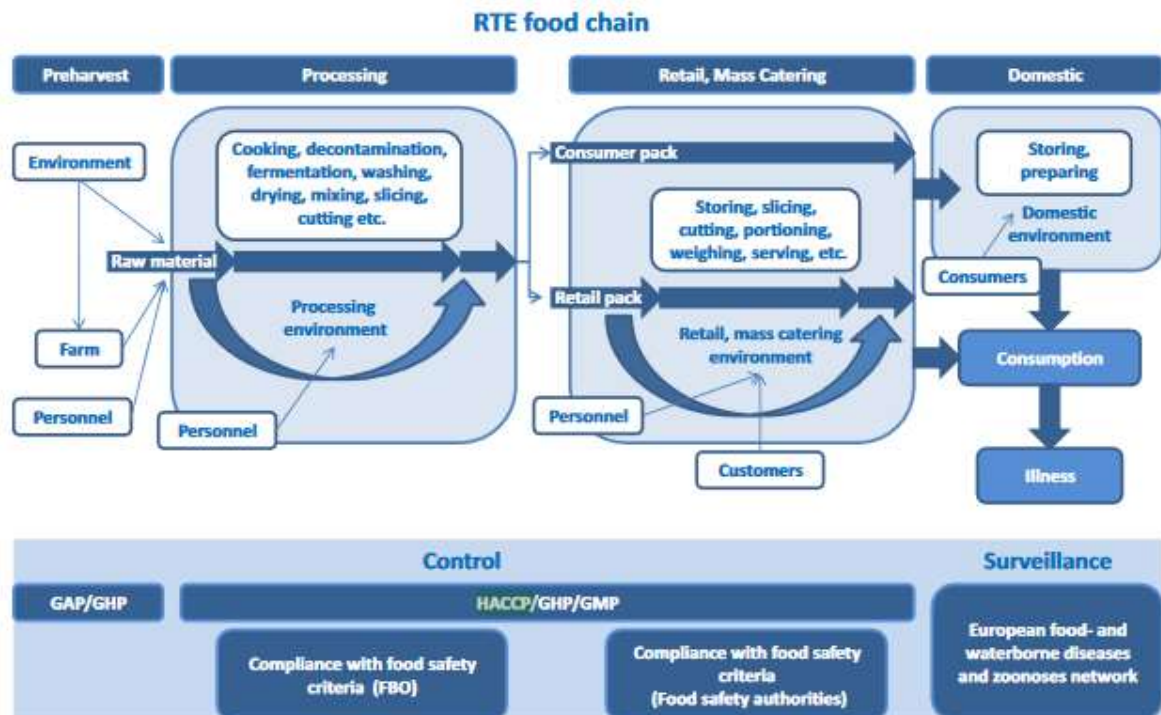 RTE food chain
Preharvest
Processing
Retail, Mass Catering
Domestic
Environment
Raw material
Farm
Personnel
Cooking, decontamination,
fermentation, washing,
drying, mixing, slicing,
cutting etc.
Processing
environment
Personnel
Consumer pack
Storing, slicing,
cutting, portioning,
weighing, serving, etc.
Retail pack
Retail, mass catering
environment
Personnel
Customers
Storing,
preparing
Domestic
environment
Consumers
Consumption
Illness
Control
Surveillance
GAP/GHP
HACCP/GHP/GMP
Compliance with food safety
criteria (FBO)
Compliance with food safety
criteria
(Food safety authorities)
European food- and
waterborne diseases
and zoonoses network